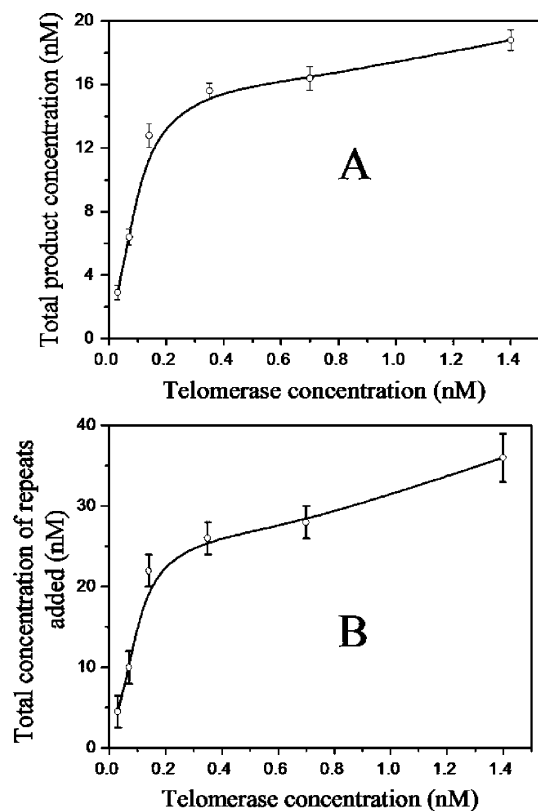 Total product concentration (nM)
20
16
12
8
4
0
A
0.0 0.2 0.4 0.6 0.8 1.0 1.2 1.4
Telomerase concentration (nM)
Total concentration of repeats
added (nM)
40
30
20
10
0
B
0.0 0.2 0.4 0.6 0.8 1.0 1.2 1.4
Telomerase concentration (nM)